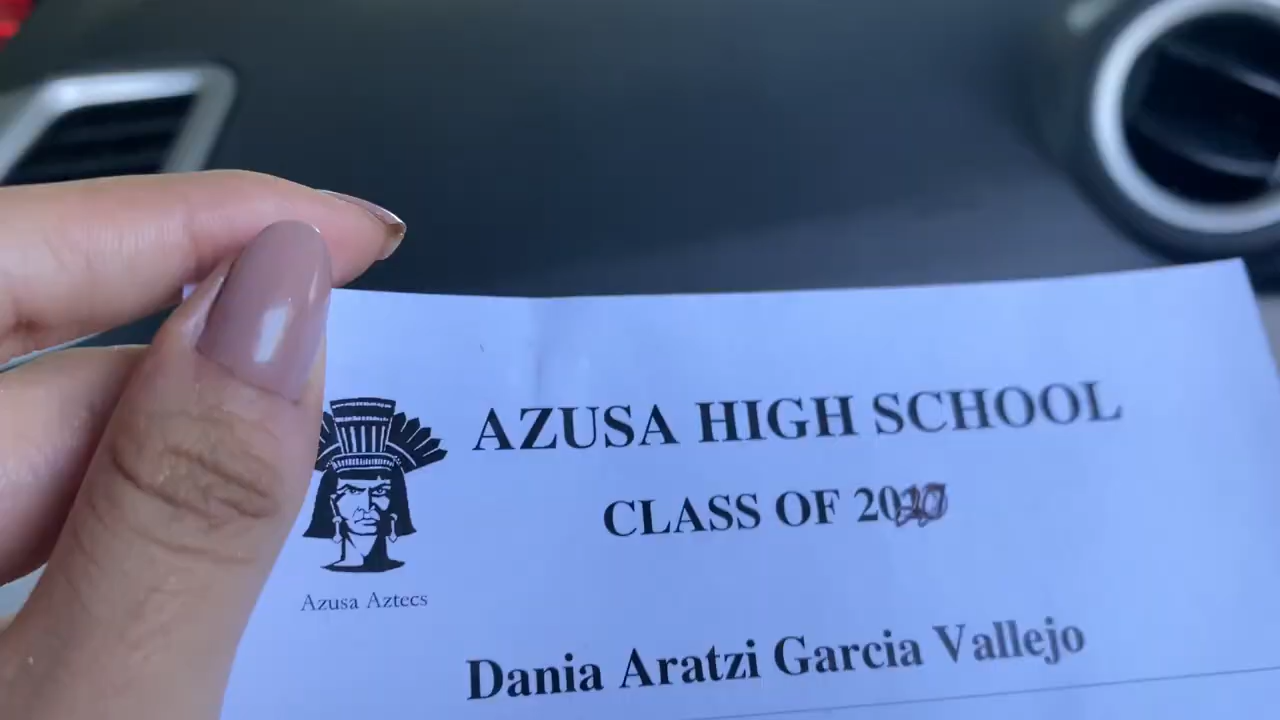 AZUSA HIGH SCHOOL
CLASS OF
Azusa Aztecs
Dania Aratzi Garcia Vallejo